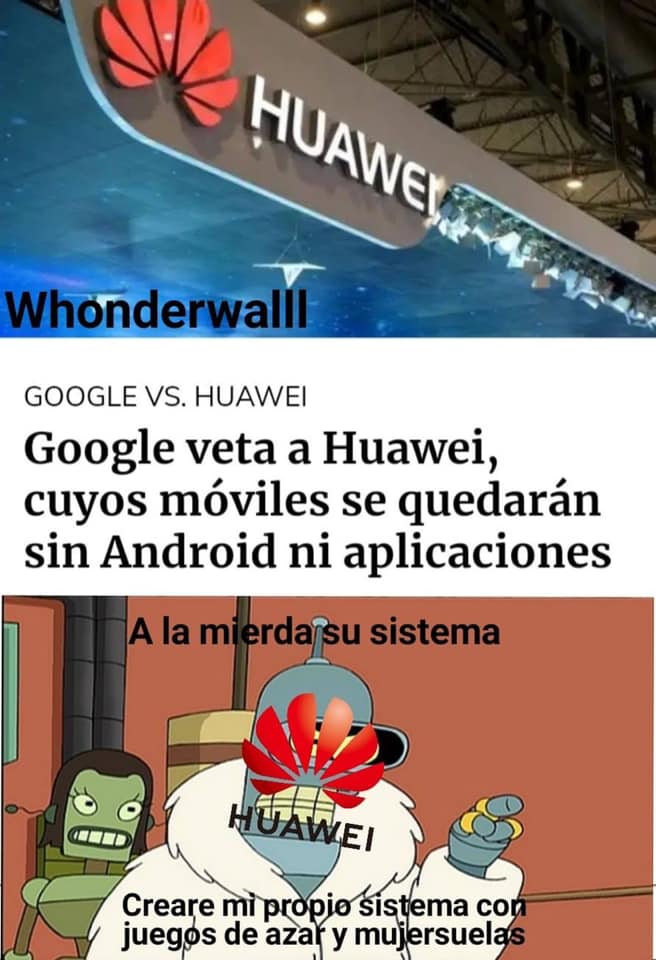 HUAWEI
Whonderwalll
GOOGLE VS. HUAWEI
Google veta a Huawei,
cuyos móviles se quedarán
sin Android ni aplicaciones
A la mierda su sistema
HUAWEI
Creare mi propio sistema con
juegos de azar y mujersuelas